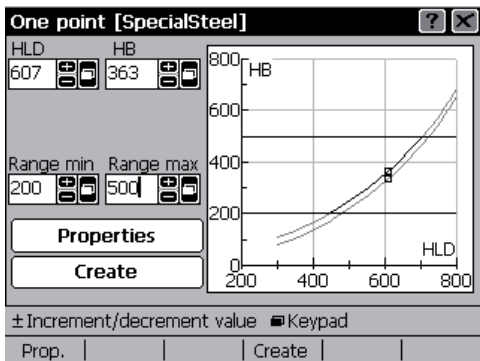 One point [SpecialSteel] ? X
HLD HB
607 363
Range min Range max
200 500
Properties
Create
800 HB
600
400
200
0
200 400 600 800
HLD
±Increment/decrement value Keypad
Prop. Create